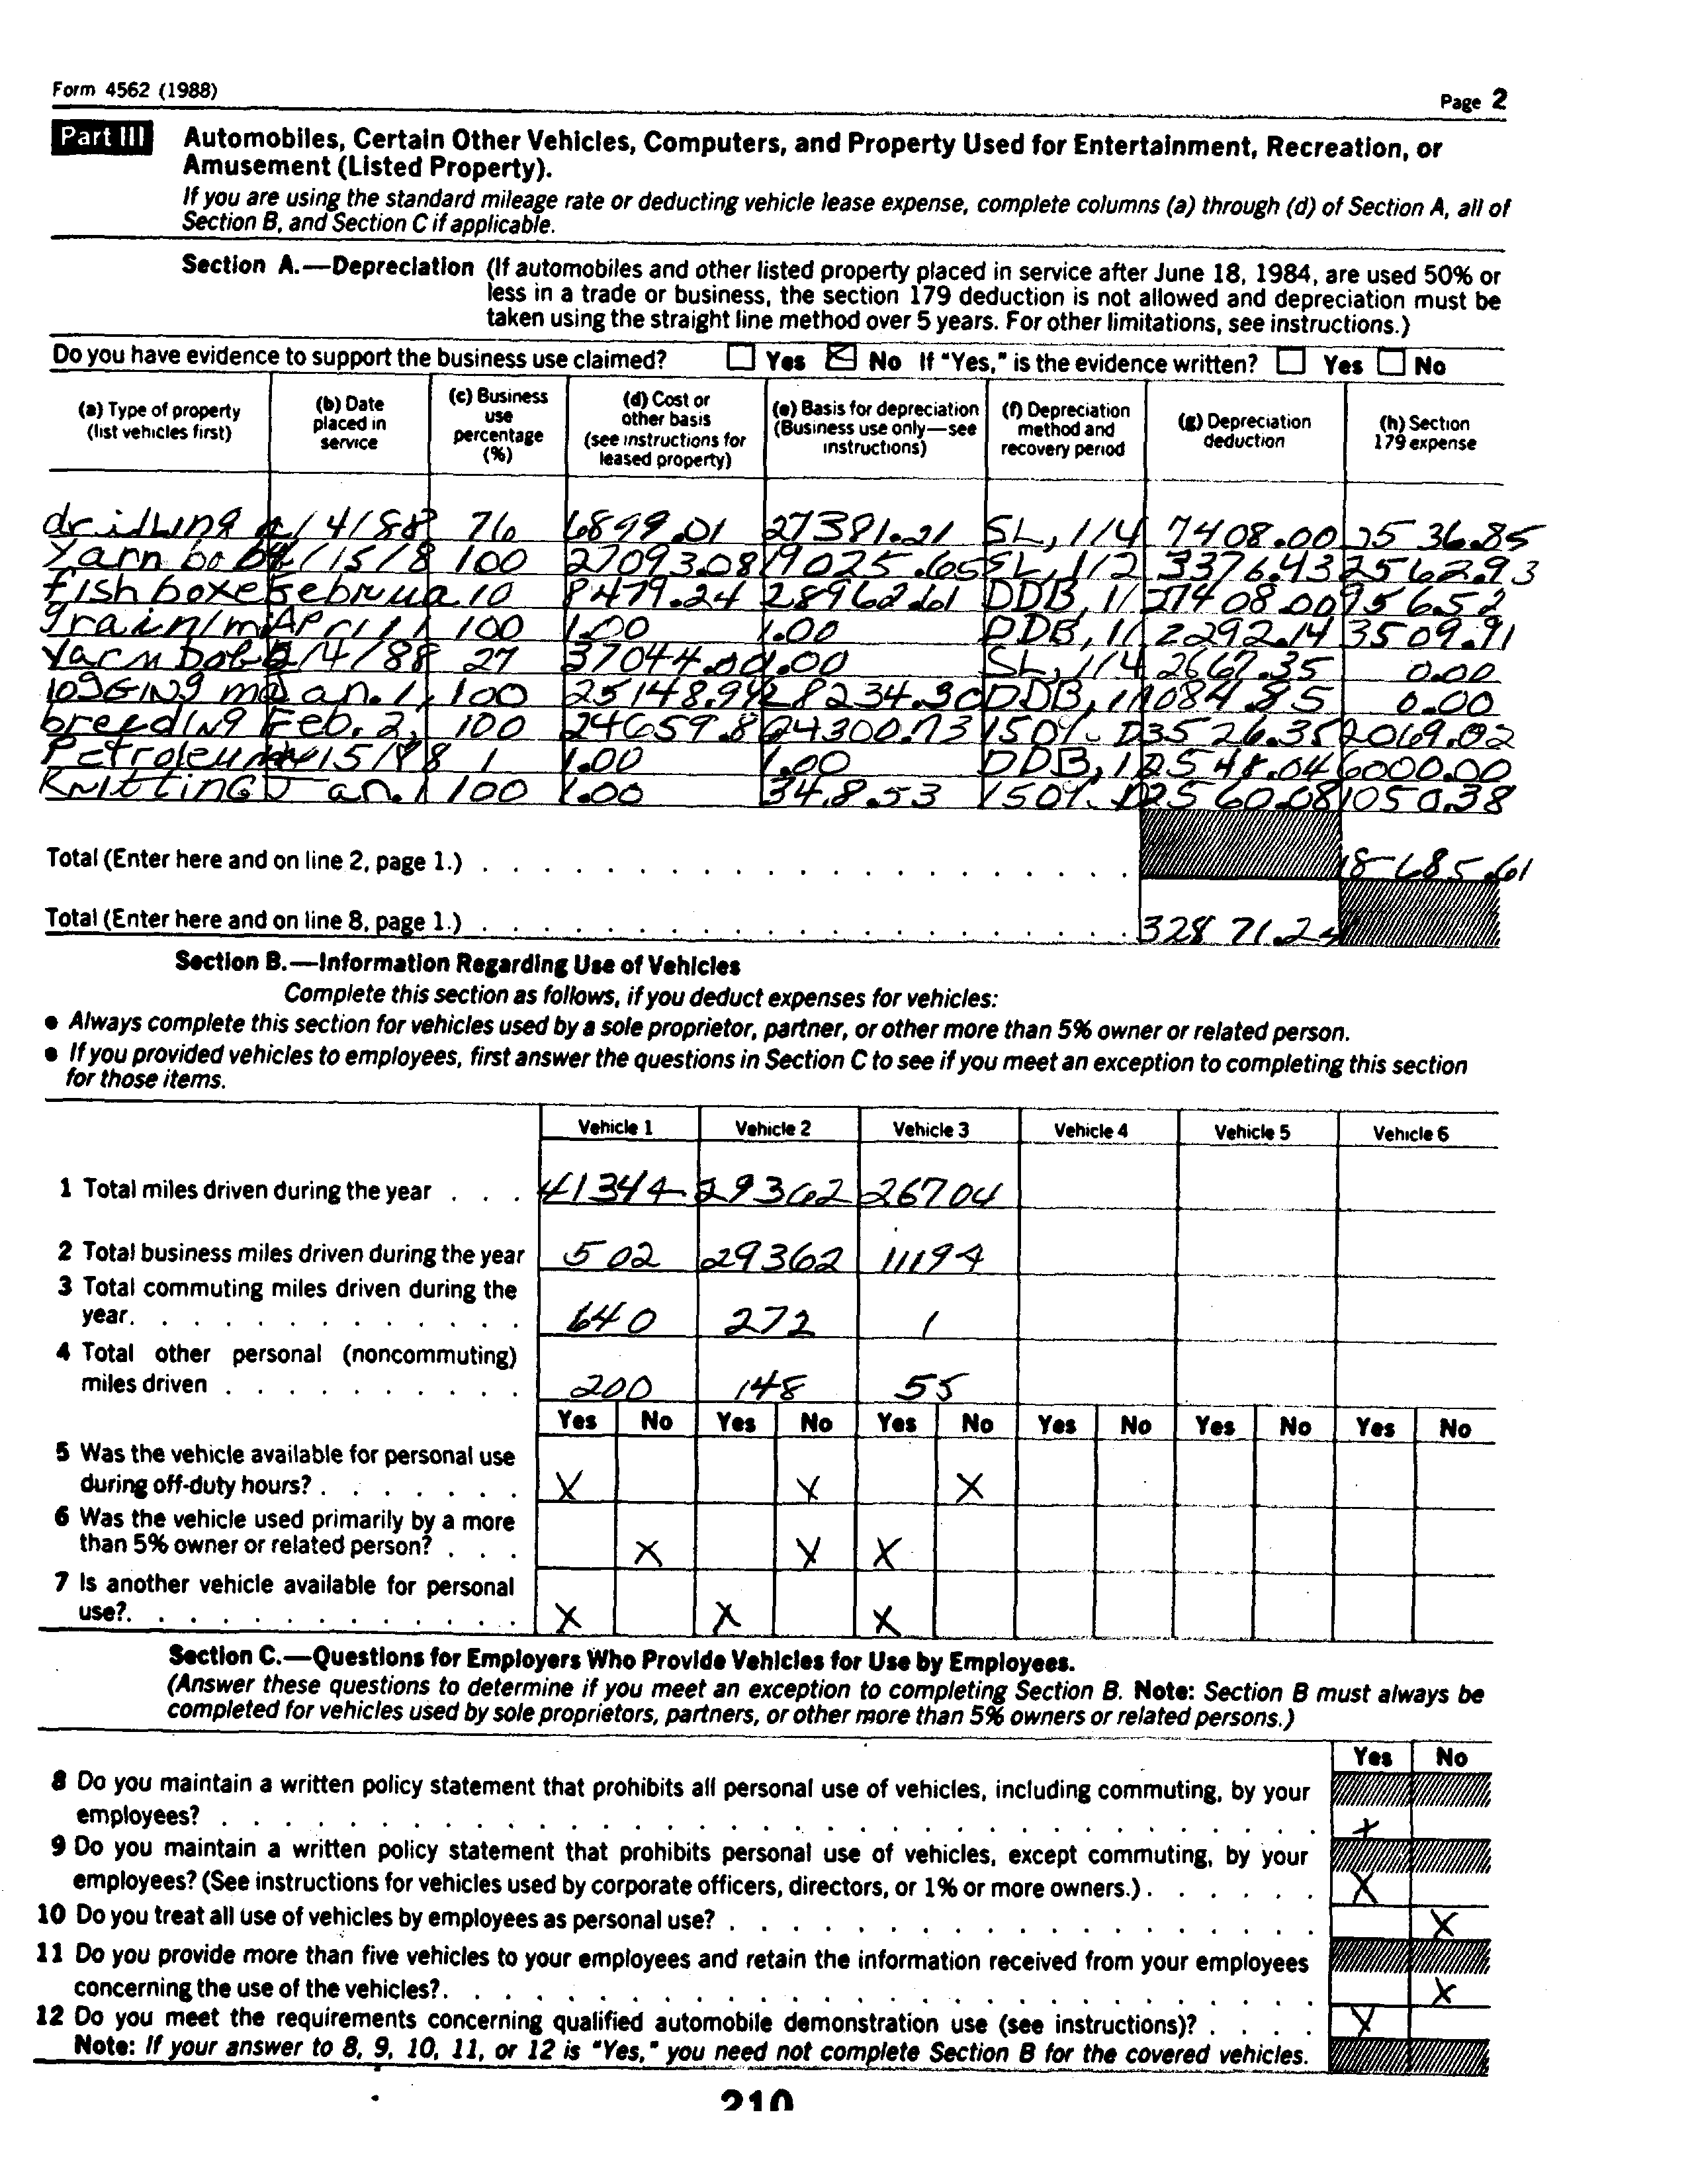 Form 4562 (1988)
Page 2
Part III Automobiles, Certain Other Vehicles, Computers, and Property Used for Entertainment, Recreation, or
Amusement (Listed Property).
If you are using the standard mileage rate or deducting vehicle lease expense, complete columns (a) through (d) of Section A, all of
Section B, and Section C if applicable.
Section A.—Depreciation (If automobiles and other listed property placed in service after June 18, 1984, are used 50% or
less in a trade or business, the section 179 deduction is not allowed and depreciation must be
taken using the straight line method over 5 years. For other limitations, see instructions.)
Do you have evidence to support the business use claimed? Yes No If "Yes," is the evidence written? Yes No
(a) Type of property (list vehicles first) (b) Date placed in service (c) Business use percentage (%) (d) Cost or other basis (see instructions for leased property) (e) Basis for depreciation (Business use only—see instructions) (f) Depreciation method and recovery period (g) Depreciation deduction (h) Section 179 expense
drilling 4/88 76 6899.01 27381.21 SL, 1/4 7408.00 2536.85
Yarn bob /15/8 100 27093.08 19025.65 SL, 1/2 3376.43 2562.93
fish boxe Februa 10 8479.24 28962.61 DDB, 1/ 27408.00 956.52
Grain/m April 1 100 1.00 1.00 DDB, 1/ 2292.14 3509.91
Yarn bob 2/4/88 27 37044.00 1.00 SL, 1/4 2667.35 0.00
logGING ma an. 1, 100 25148.94 28234.30 DDB, 1/ 1084.85 0.00
breedING Feb. 2, 100 24659.8 24300.73 150% D 3526.35 2069.02
Petroleum 15/88 1 1.00 1.00 DDB, 1 2548.04 6000.00
KnittinG Jan. 1 100 1.00 348.53 150% D 2560.08 1050.38
Total (Enter here and on line 2, page 1.) 18685.61
Total (Enter here and on line 8, page 1.) 32871.24
Section B.—Information Regarding Use of Vehicles
Complete this section as follows, if you deduct expenses for vehicles:
● Always complete this section for vehicles used by a sole proprietor, partner, or other more than 5% owner or related person.
● If you provided vehicles to employees, first answer the questions in Section C to see if you meet an exception to completing this section
for those items.
Vehicle 1 Vehicle 2 Vehicle 3 Vehicle 4 Vehicle 5 Vehicle 6
1 Total miles driven during the year . . . 41344 29362 26704
2 Total business miles driven during the year 502 29362 11194
3 Total commuting miles driven during the
year. . . . . . . . . . . . . 640 272 1
4 Total other personal (noncommuting)
miles driven . . . . . . . . . . 200 148 55
Yes No Yes No Yes No Yes No Yes No Yes No
5 Was the vehicle available for personal use
during off-duty hours? . . . . . . . X X X
6 Was the vehicle used primarily by a more
than 5% owner or related person? . . . X X X
7 Is another vehicle available for personal
use?. . . . . . . . . . . . . X X X
Section C.—Questions for Employers Who Provide Vehicles for Use by Employees.
(Answer these questions to determine if you meet an exception to completing Section B. Note: Section B must always be
completed for vehicles used by sole proprietors, partners, or other more than 5% owners or related persons.)
Yes No
8 Do you maintain a written policy statement that prohibits all personal use of vehicles, including commuting, by your
employees? X
9 Do you maintain a written policy statement that prohibits personal use of vehicles, except commuting, by your
employees? (See instructions for vehicles used by corporate officers, directors, or 1% or more owners.) . . . . . . X
10 Do you treat all use of vehicles by employees as personal use? X
11 Do you provide more than five vehicles to your employees and retain the information received from your employees
concerning the use of the vehicles?. X
12 Do you meet the requirements concerning qualified automobile demonstration use (see instructions)? . . . . X
Note: If your answer to 8, 9, 10, 11, or 12 is "Yes," you need not complete Section B for the covered vehicles.
210